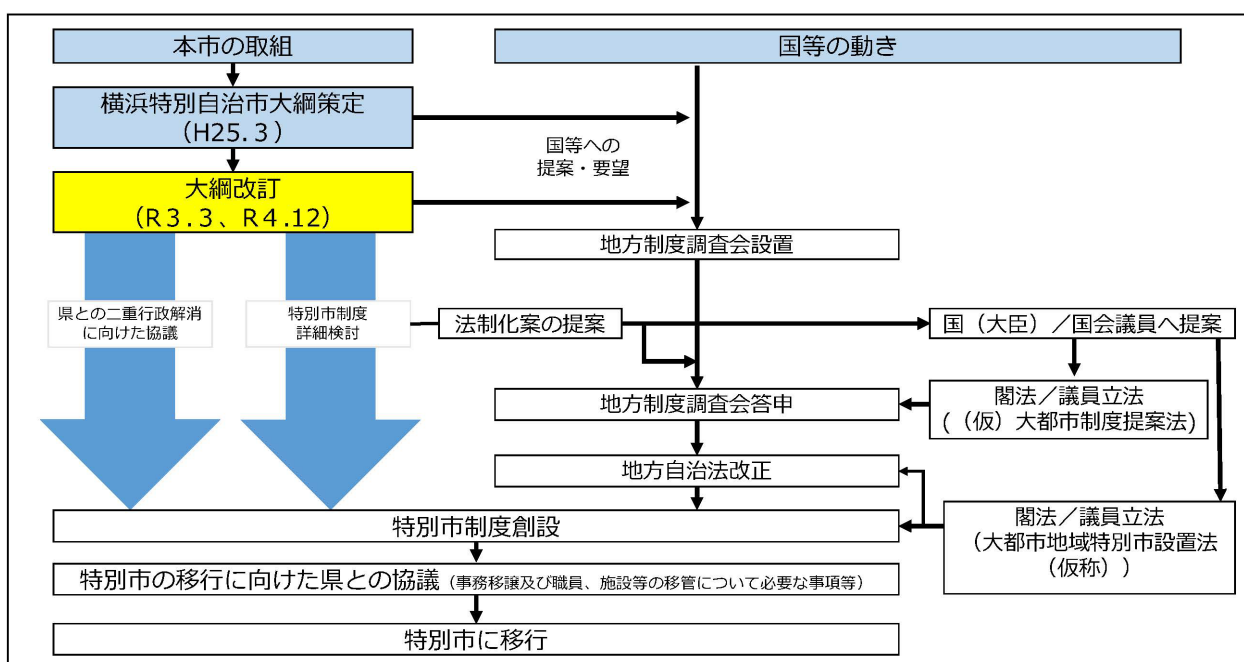 本市の取組
国等の動き
横浜特別自治市大綱策定
（H25.3）
国等への
提案・要望
大綱改訂
（R3.3、R4.12）
地方制度調査会設置
県との二重行政解消
に向けた協議
特別市制度
詳細検討
法制化案の提案
国（大臣）／国会議員へ提案
地方制度調査会答申
閣法／議員立法
(（仮）大都市制度提案法)
地方自治法改正
特別市制度創設
閣法／議員立法
（大都市地域特別市設置法
（仮称））
特別市の移行に向けた県との協議（事務移譲及び職員、施設等の移管について必要な事項等）
特別市に移行